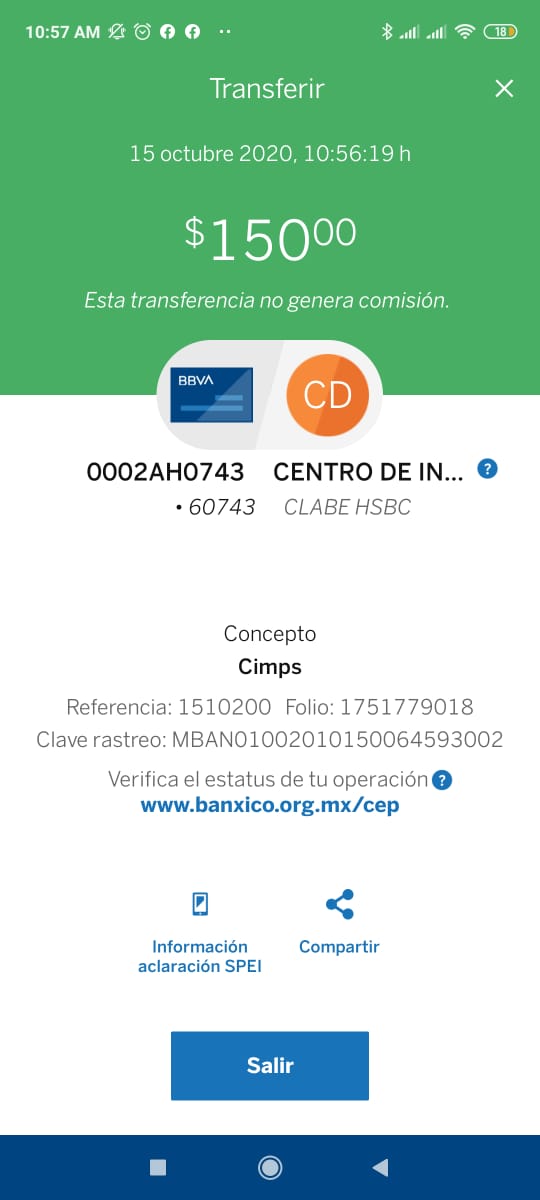 10:57 AM
18
Transferir
15 octubre 2020, 10:56:19 h
$15000
Esta transferencia no genera comisión.
BBVA
CD
0002AH0743 CENTRO DE IN...
?
• 60743 CLABE HSBC
Concepto
Cimps
Referencia: 1510200 Folio: 1751779018
Clave rastreo: MBAN01002010150064593002
Verifica el estatus de tu operación ?
www.banxico.org.mx/cep
Información
aclaración SPEI
Compartir
Salir